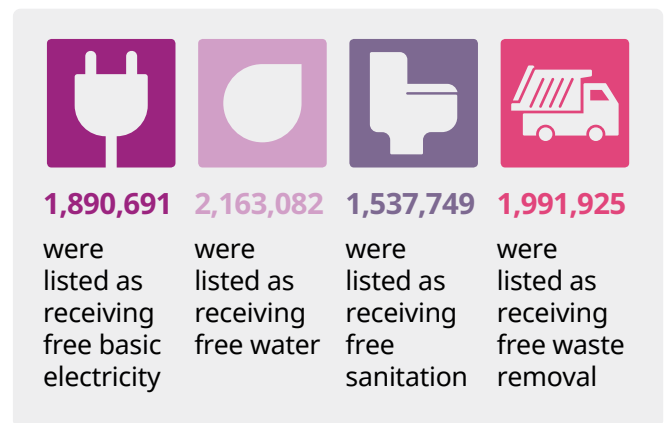 1,890,691
were
listed as
receiving
free basic
electricity
2,163,082
were
listed as
receiving
free water
1,537,749
were
listed as
receiving
free
sanitation
1,991,925
were
listed as
receiving
free waste
removal